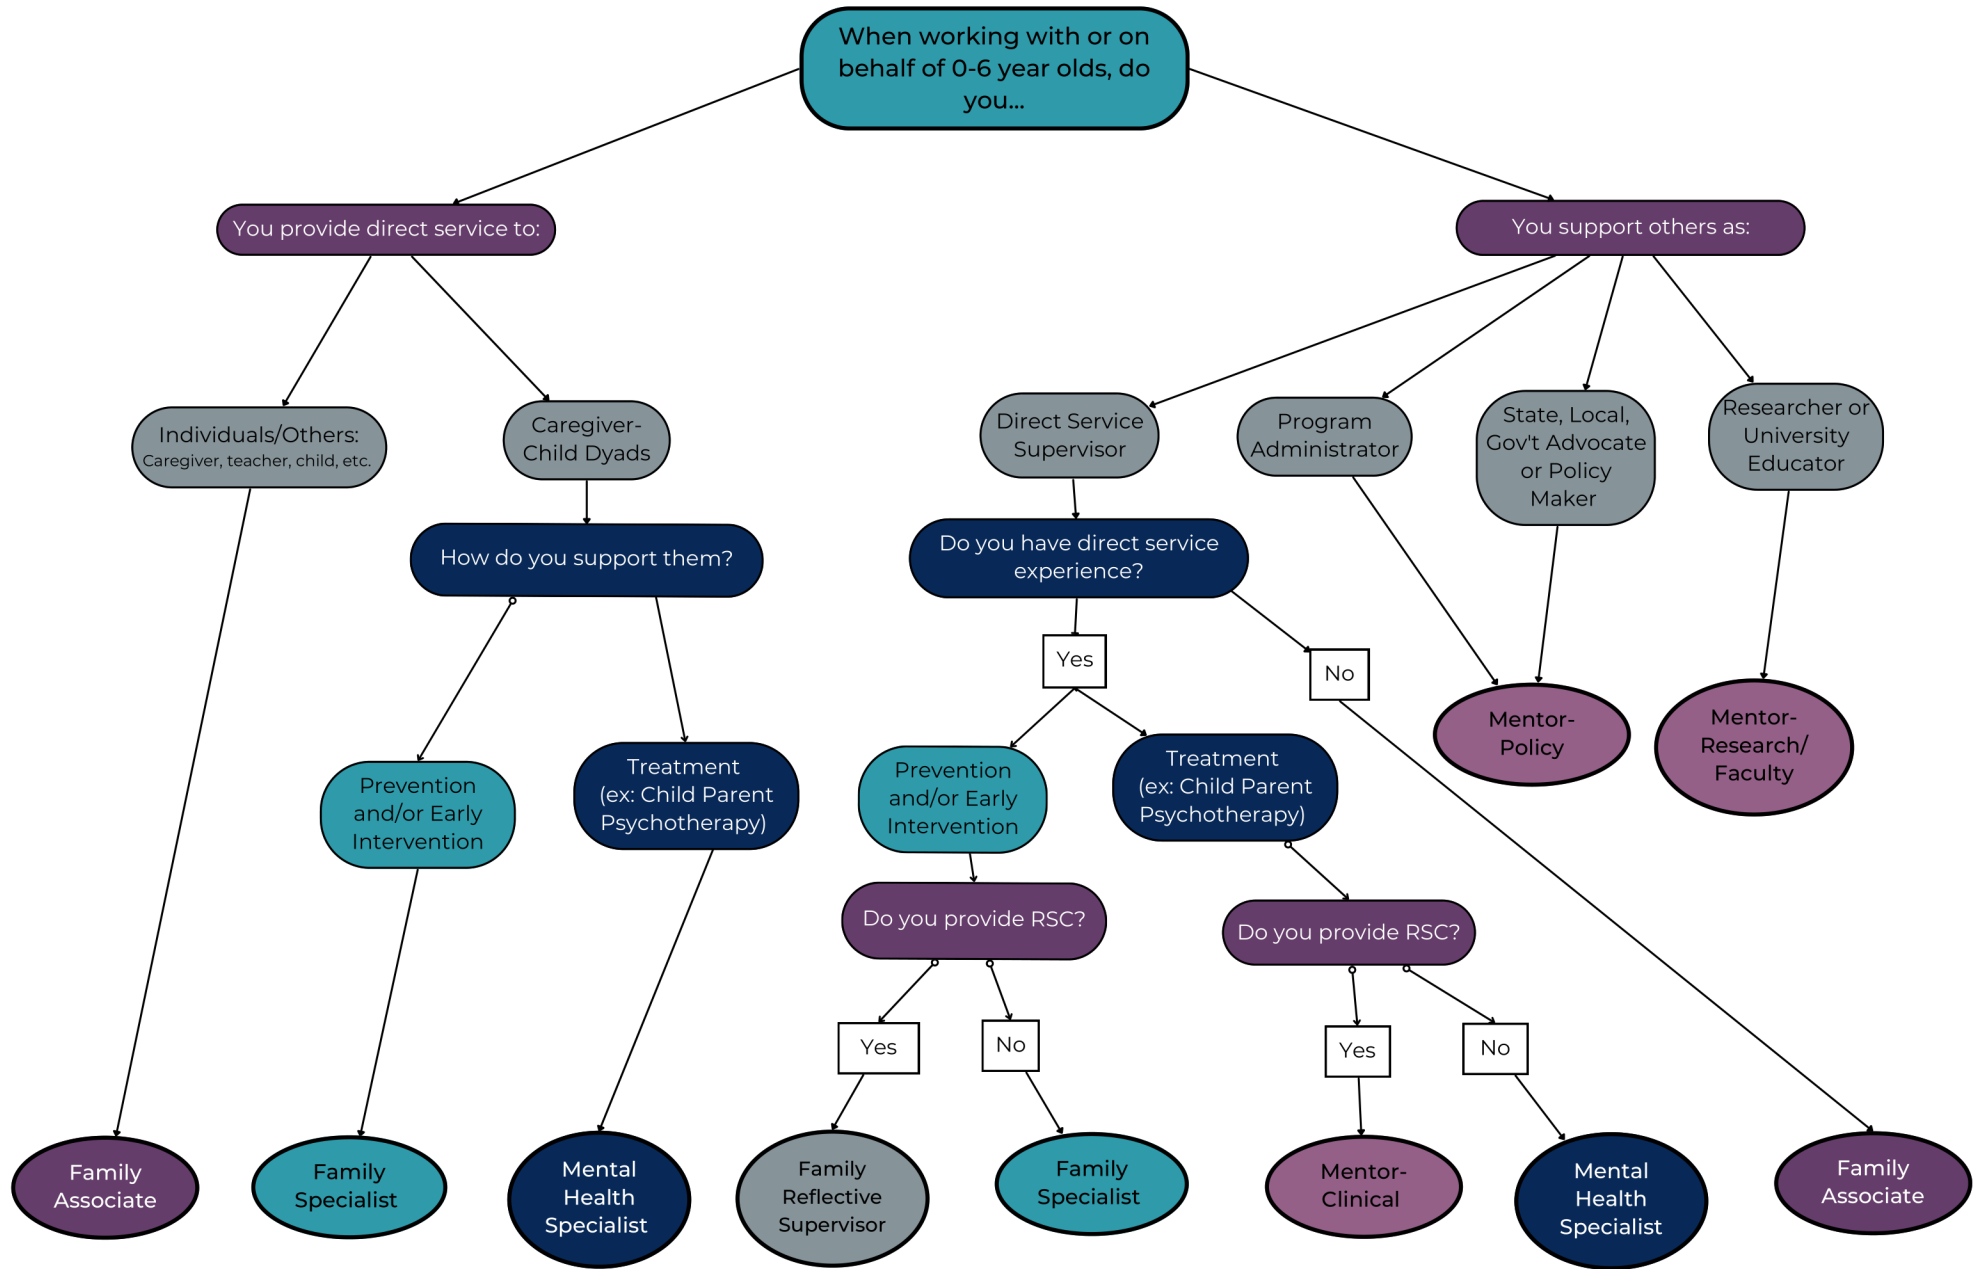 When working with or on
behalf of 0-6 year olds, do
you...
You provide direct service to:
You support others as:
Individuals/Others:
Caregiver, teacher, child, etc.
Caregiver-
Child Dyads
Direct Service
Supervisor
Program
Administrator
State, Local,
Gov't Advocate
or Policy
Maker
Researcher or
University
Educator
How do you support them?
Do you have direct service
experience?
Yes
No
Mentor-
Policy
Mentor-
Research/
Faculty
Prevention
and/or Early
Intervention
Treatment
(ex: Child Parent
Psychotherapy)
Prevention
and/or Early
Intervention
Treatment
(ex: Child Parent
Psychotherapy)
Do you provide RSC?
Do you provide RSC?
Yes
No
Yes
No
Family
Associate
Family
Specialist
Mental
Health
Specialist
Family
Reflective
Supervisor
Family
Specialist
Mentor-
Clinical
Mental
Health
Specialist
Family
Associate